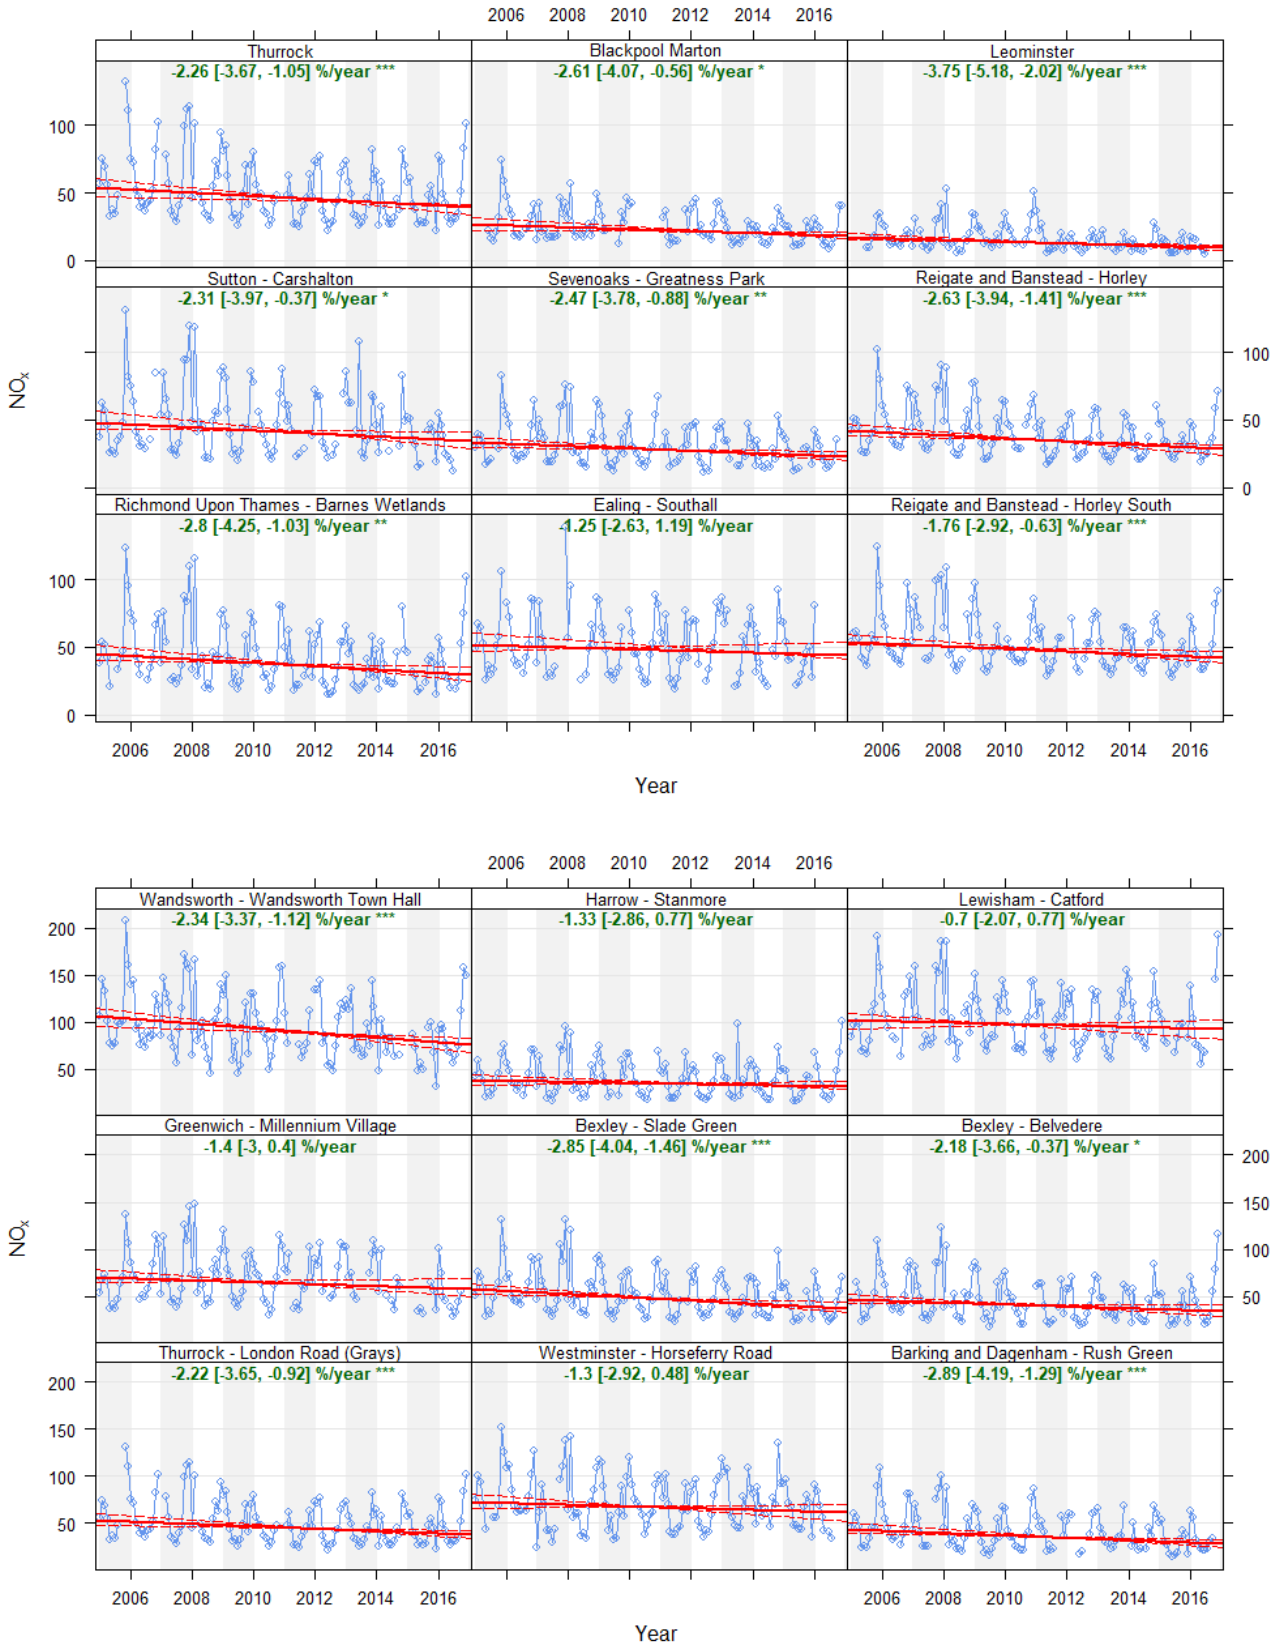 2006 2008 2010 2012 2014 2016
Thurrock Blackpool Marton Leominster
-2.26 [-3.67, -1.05] %/year *** -2.61 [-4.07, -0.56] %/year * -3.75 [-5.18, -2.02] %/year ***
100
50
0
Sutton - Carshalton Sevenoaks - Greatness Park Reigate and Banstead - Horley
-2.31 [-3.97, -0.37] %/year * -2.47 [-3.78, -0.88] %/year ** -2.63 [-3.94, -1.41] %/year ***
100
50
0
NOx
Richmond Upon Thames - Barnes Wetlands Ealing - Southall Reigate and Banstead - Horley South
-2.8 [-4.25, -1.03] %/year ** -1.25 [-2.63, 1.19] %/year -1.76 [-2.92, -0.63] %/year ***
100
50
0
2006 2008 2010 2012 2014 2016 2006 2008 2010 2012 2014 2016
Year
2006 2008 2010 2012 2014 2016
Wandsworth - Wandsworth Town Hall Harrow - Stanmore Lewisham - Catford
-2.34 [-3.37, -1.12] %/year *** -1.33 [-2.86, 0.77] %/year -0.7 [-2.07, 0.77] %/year
200
150
100
50
Greenwich - Millennium Village Bexley - Slade Green Bexley - Belvedere
-1.4 [-3, 0.4] %/year -2.85 [-4.04, -1.46] %/year *** -2.18 [-3.66, -0.37] %/year *
200
150
100
50
NOx
Thurrock - London Road (Grays) Westminster - Horseferry Road Barking and Dagenham - Rush Green
-2.22 [-3.65, -0.92] %/year *** -1.3 [-2.92, 0.48] %/year -2.89 [-4.19, -1.29] %/year ***
200
150
100
50
2006 2008 2010 2012 2014 2016 2006 2008 2010 2012 2014 2016
Year